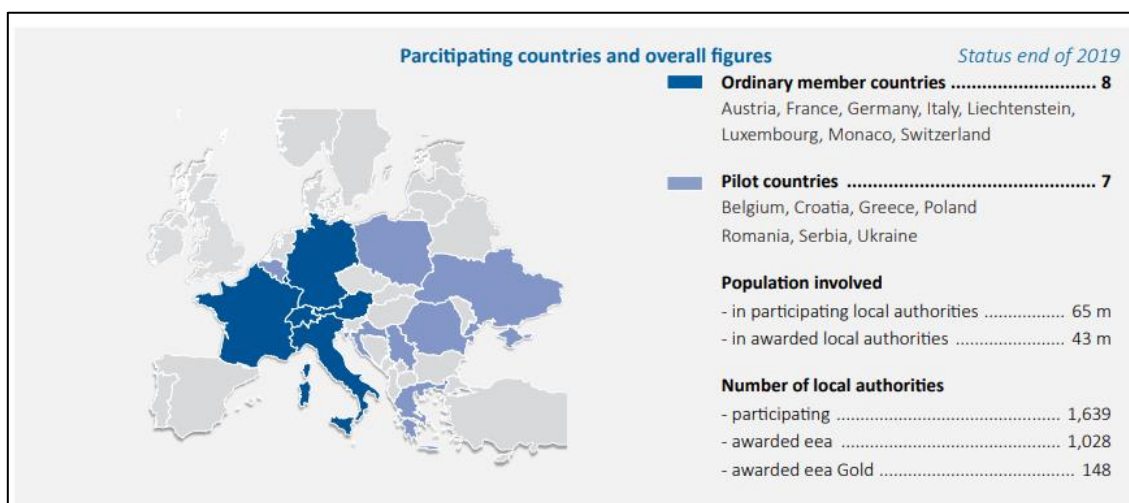 Parcitipating countries and overall figures
Status end of 2019
Ordinary member countries ............................. 8
Austria, France, Germany, Italy, Liechtenstein,
Luxembourg, Monaco, Switzerland
Pilot countries .................................................. 7
Belgium, Croatia, Greece, Poland
Romania, Serbia, Ukraine
Population involved
- in participating local authorities ................ 65 m
- in awarded local authorities ..................... 43 m
Number of local authorities
- participating ............................................. 1,639
- awarded eea ............................................ 1,028
- awarded eea Gold ....................................... 148